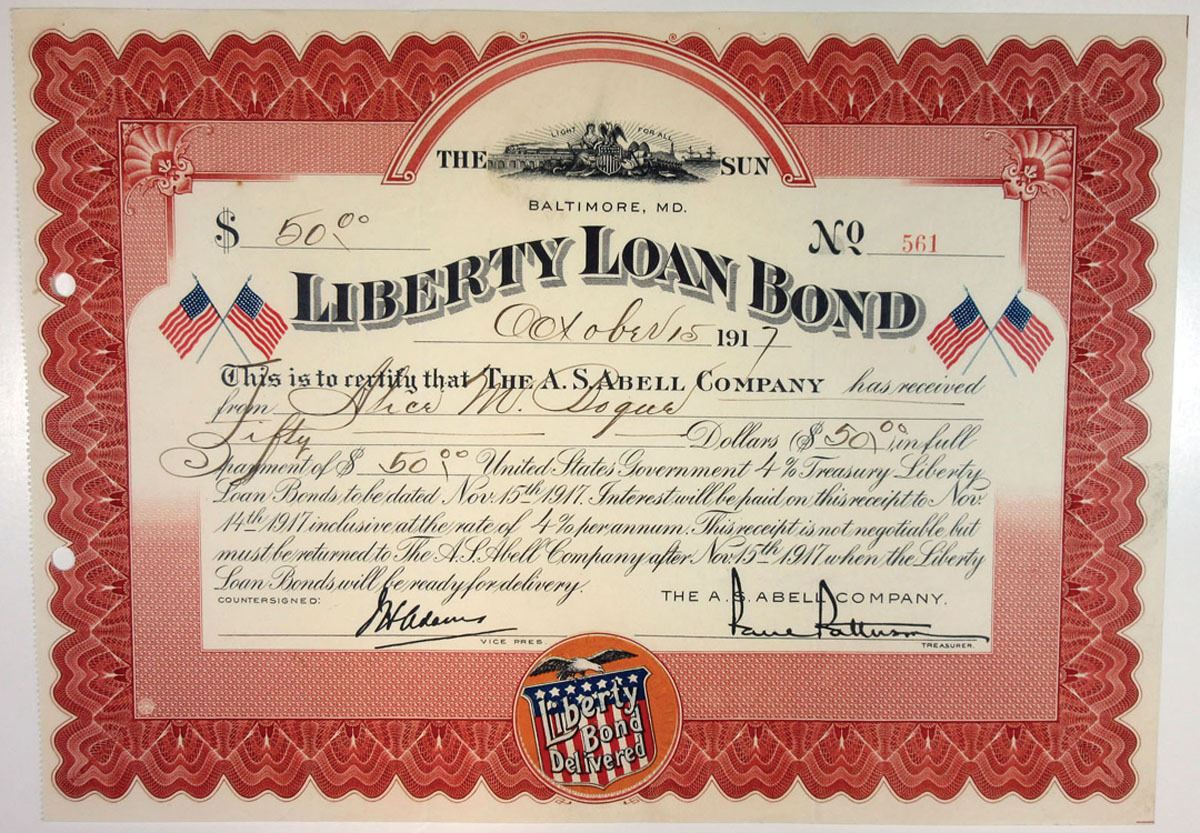 LIGHT FOR ALL
THE SUN
BALTIMORE, MD.
$ 50.00 No 561
LIBERTY LOAN BOND
October 15 1917
This is to certify that THE A. S. ABELL COMPANY has received
from Alice M. Bogue
Fifty Dollars ($ 50.00) in full
payment of $ 50.00 United States Government 4% Treasury Liberty
Loan Bonds, to be dated Nov. 15th 1917. Interest will be paid on this receipt to Nov.
14th 1917 inclusive at the rate of 4% per annum. This receipt is not negotiable, but
must be returned to The A. S. Abell Company after Nov. 15th 1917 when the Liberty
Loan Bonds will be ready for delivery.
COUNTERSIGNED: THE A. S. ABELL COMPANY.
J H Adams Patterson
VICE PRES. TREASURER.
Liberty
Bond
Delivered